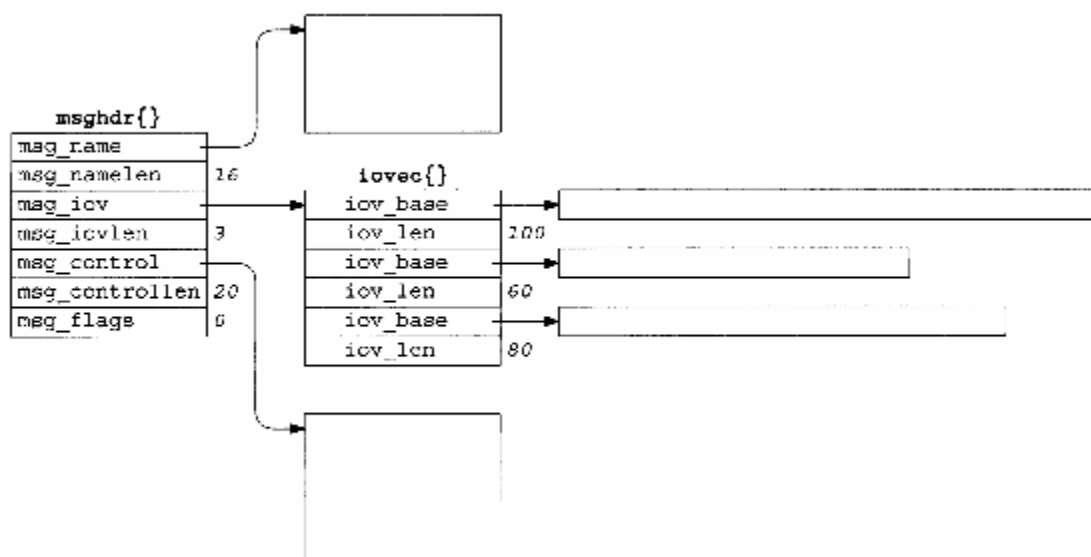 msghdr{}
msg_name
msg_namelen 16
msg_iov
msg_iovlen 3
msg_control
msg_controllen 20
msg_flags
iovec{}
iov_base
iov_len 100
iov_base
iov_len 60
iov_base
iov_len 80